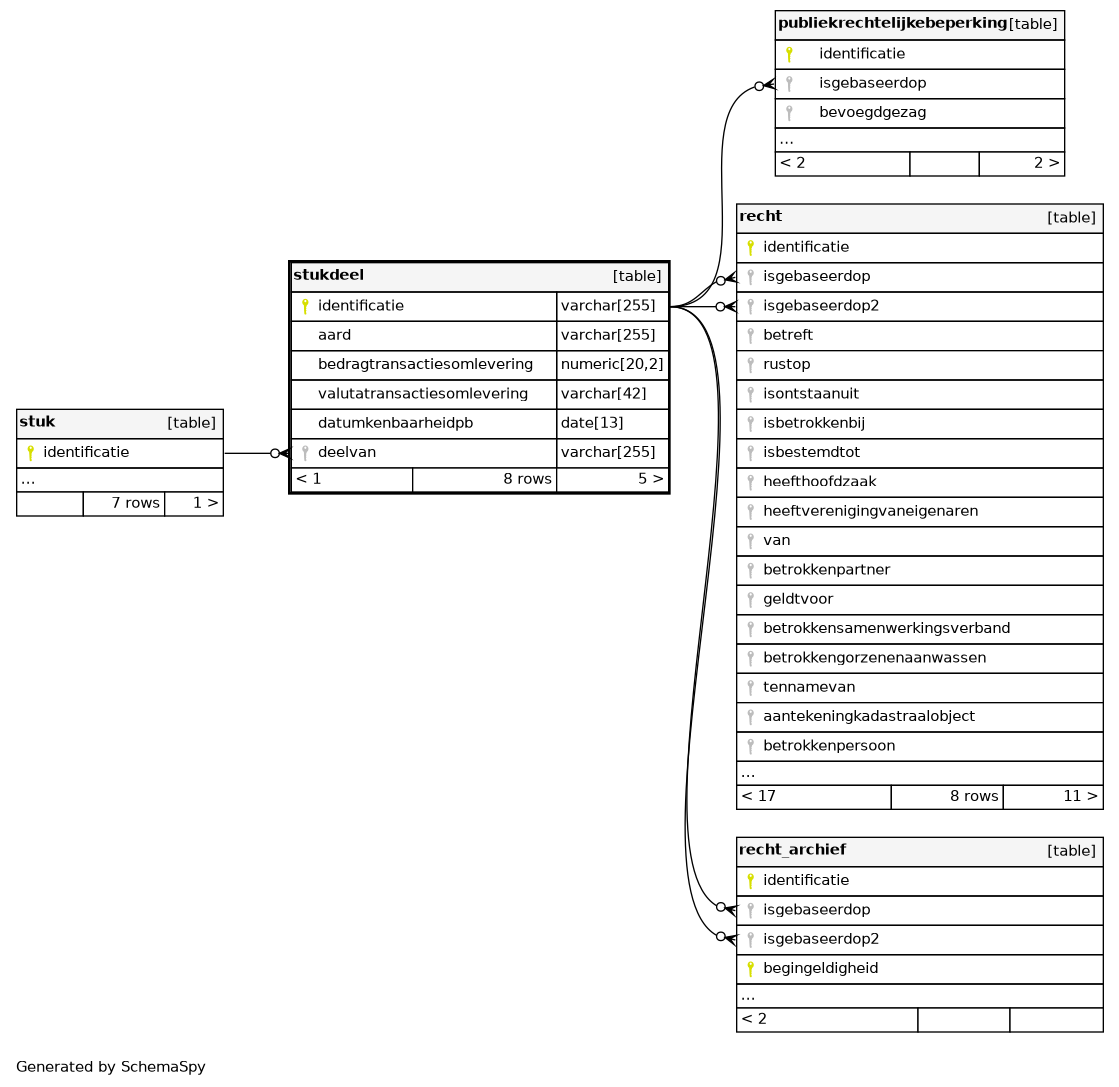 publiekrechtelijkebeperking [table]
identificatie
isgebaseerdop
bevoegdgezag
...
< 2 2 >
recht [table]
identificatie
isgebaseerdop
isgebaseerdop2
betreft
rustop
isontstaanuit
isbetrokkenbij
isbestemdtot
heefthoofdzaak
heeftverenigingvaneigenaren
van
betrokkenpartner
geldtvoor
betrokkensamenwerkingsverband
betrokkengorzenenaanwassen
tennamevan
aantekeningkadastraalobject
betrokkenpersoon
...
< 17 8 rows 11 >
stukdeel [table]
identificatie varchar[255]
aard varchar[255]
bedragtransactiesomlevering numeric[20,2]
valutatransactiesomlevering varchar[42]
datumkenbaarheidpb date[13]
deelvan varchar[255]
< 1 8 rows 5 >
stuk [table]
identificatie
...
7 rows 1 >
recht_archief [table]
identificatie
isgebaseerdop
isgebaseerdop2
begingeldigheid
...
< 2
Generated by SchemaSpy